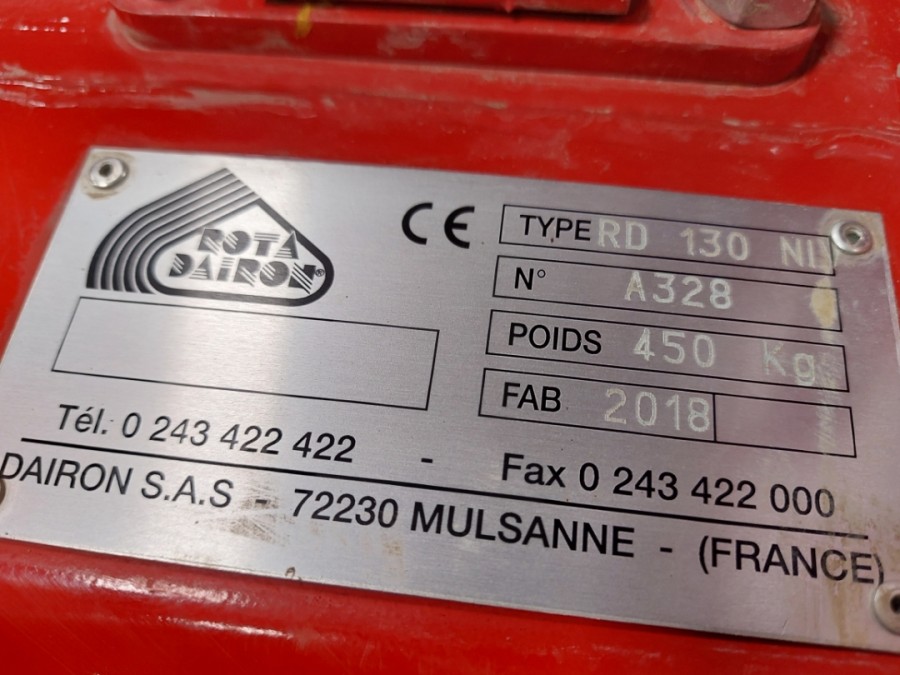 ROTA
DAIRON®
CE
TYPE RD 130 NL
N° A328
POIDS 450 Kg
FAB 2018
Tél. 0 243 422 422 - Fax 0 243 422 000
DAIRON S.A.S - 72230 MULSANNE - (FRANCE)